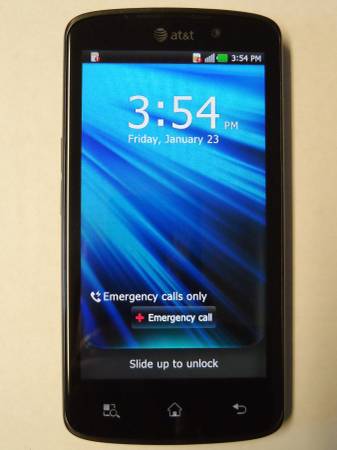 at&t
3:54 PM
3:54 PM
Friday, January 23
Emergency calls only
Emergency call
Slide up to unlock